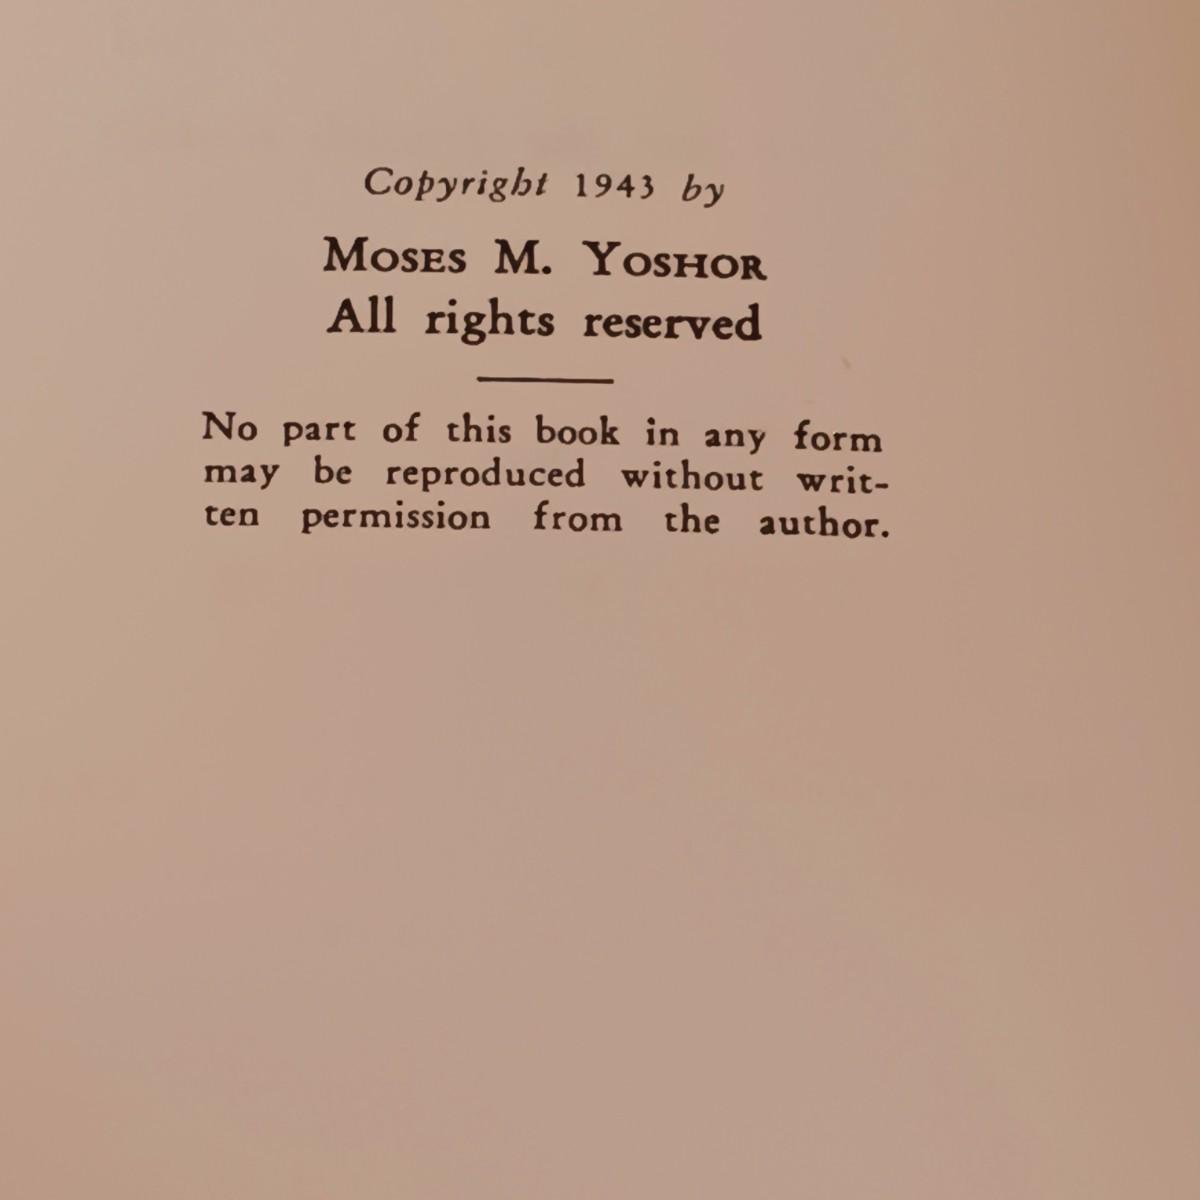 Copyright 1943 by
MOSES M. YOSHOR
All rights reserved
No part of this book in any form
may be reproduced without writ-
ten permission from the author.